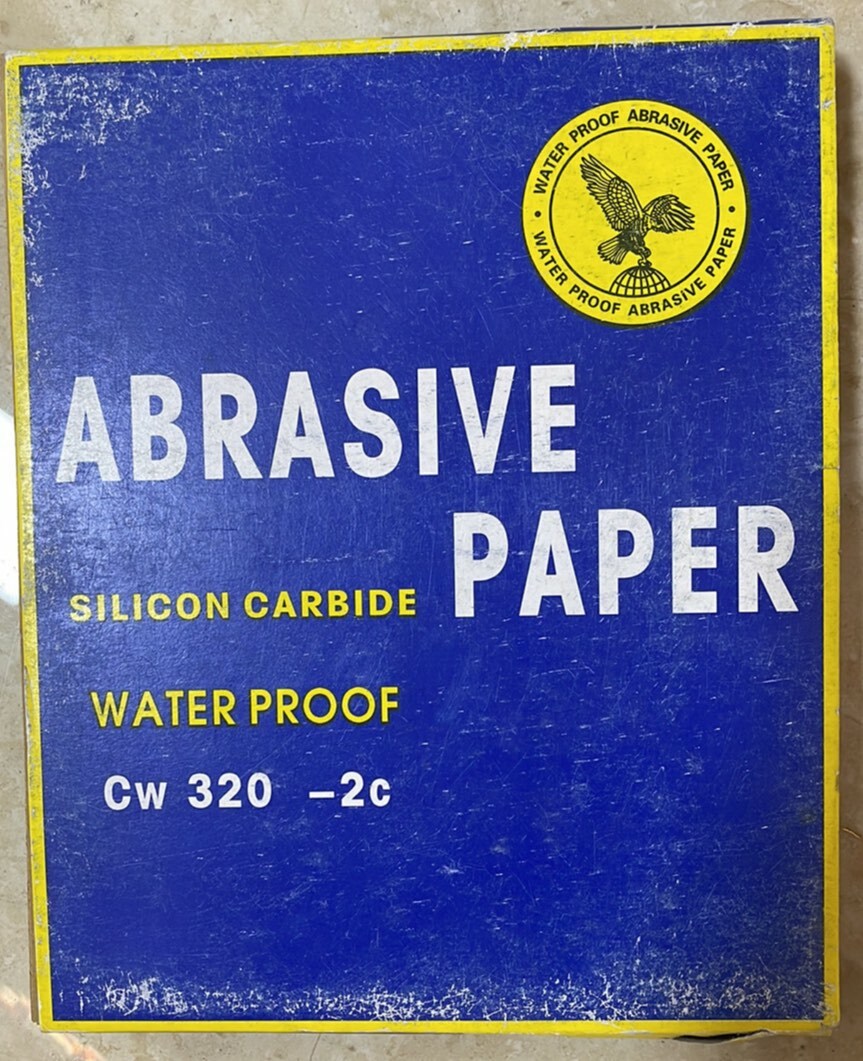 WATER PROOF ABRASIVE PAPER
WATER PROOF ABRASIVE PAPER
ABRASIVE
PAPER
SILICON CARBIDE
WATER PROOF
Cw 320 -2c